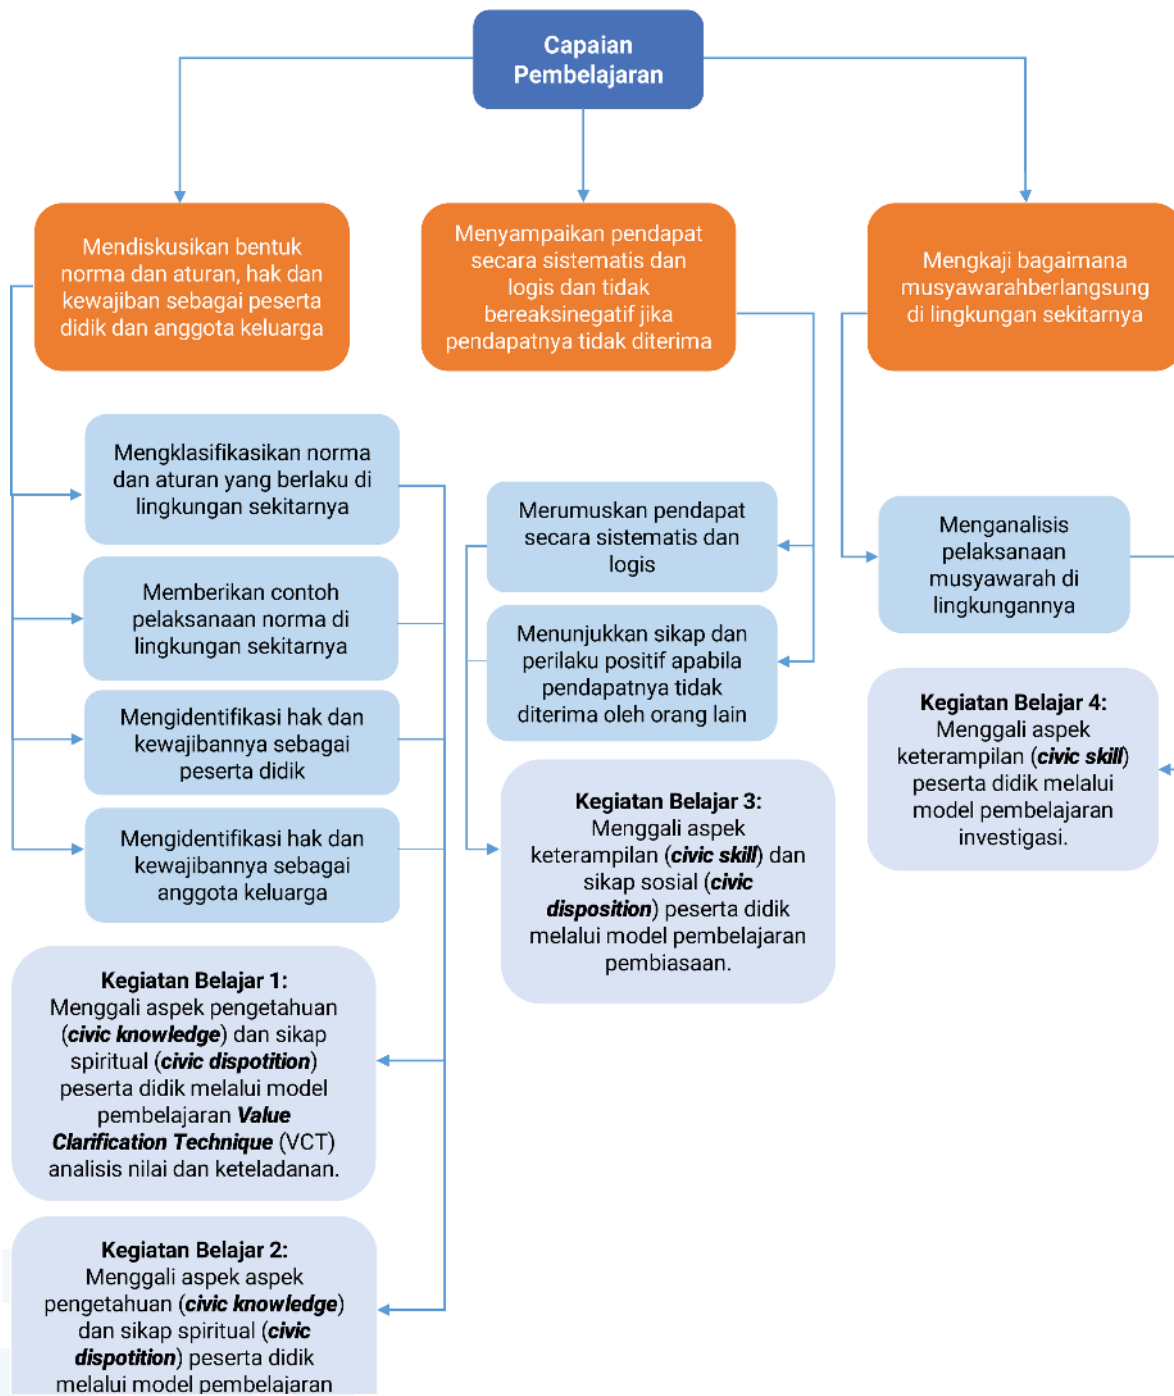 Capaian
Pembelajaran
Mendiskusikan bentuk
norma dan aturan, hak dan
kewajiban sebagai peserta
didik dan anggota keluarga
Menyampaikan pendapat
secara sistematis dan
logis dan tidak
bereaksinegatif jika
pendapatnya tidak diterima
Mengkaji bagaimana
musyawarahberlangsung
di lingkungan sekitarnya
Mengklasifikasikan norma
dan aturan yang berlaku di
lingkungan sekitarnya
Memberikan contoh
pelaksanaan norma di
lingkungan sekitarnya
Mengidentifikasi hak dan
kewajibannya sebagai
peserta didik
Mengidentifikasi hak dan
kewajibannya sebagai
anggota keluarga
Merumuskan pendapat
secara sistematis dan
logis
Menunjukkan sikap dan
perilaku positif apabila
pendapatnya tidak
diterima oleh orang lain
Menganalisis
pelaksanaan
musyawarah di
lingkungannya
Kegiatan Belajar 1:
Menggali aspek pengetahuan
(civic knowledge) dan sikap
spiritual (civic dispotition)
peserta didik melalui model
pembelajaran Value
Clarification Technique (VCT)
analisis nilai dan keteladanan.
Kegiatan Belajar 2:
Menggali aspek aspek
pengetahuan (civic knowledge)
dan sikap spiritual (civic
dispotition) peserta didik
melalui model pembelajaran
Kegiatan Belajar 3:
Menggali aspek
keterampilan (civic skill) dan
sikap sosial (civic
disposition) peserta didik
melalui model pembelajaran
pembiasaan.
Kegiatan Belajar 4:
Menggali aspek
keterampilan (civic skill)
peserta didik melalui
model pembelajaran
investigasi.